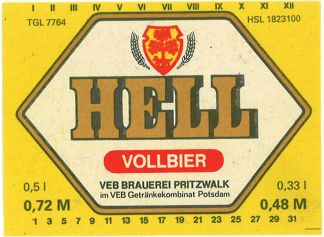 I II III IV V VI VII VIII IX X XI XII
TGL 7764 HSL 1823100
HELL
VOLLBIER
VEB BRAUEREI PRITZWALK
im VEB Getränkekombinat Potsdam
0,5 l 0,33 l
0,72 M 0,48 M
1 3 5 7 9 11 13 15 17 19 21 23 25 27 29 31